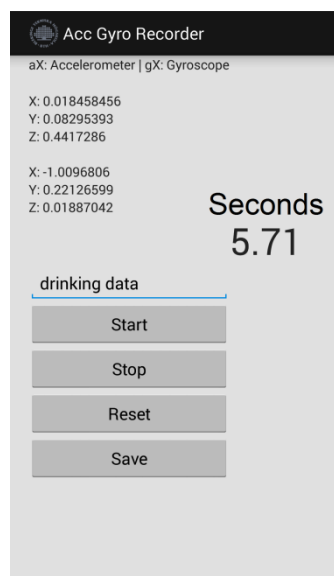 Acc Gyro Recorder
aX: Accelerometer | gX: Gyroscope
X: 0.018458456
Y: 0.08295393
Z: 0.4417286
X: -1.0096806
Y: 0.22126599
Z: 0.01887042
Seconds
5.71
drinking data
Start
Stop
Reset
Save